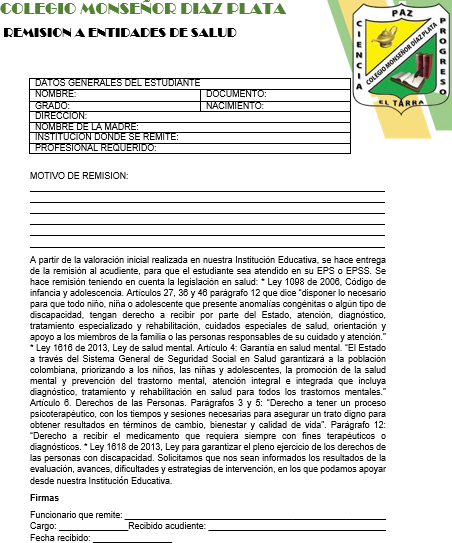 COLEGIO MONSEÑOR DIAZ PLATA
REMISION A ENTIDADES DE SALUD
PAZ
CIENCIA
PROGRESO
COLEGIO MONSEÑOR DIAZ PLATA
EL TARRA
DATOS GENERALES DEL ESTUDIANTE
NOMBRE: DOCUMENTO:
GRADO: NACIMIENTO:
DIRECCIÓN:
NOMBRE DE LA MADRE:
INSTITUCIÓN DONDE SE REMITE:
PROFESIONAL REQUERIDO:
MOTIVO DE REMISION:
A partir de la valoración inicial realizada en nuestra Institución Educativa, se hace entrega
de la remisión al acudiente, para que el estudiante sea atendido en su EPS o EPSS. Se
hace remisión teniendo en cuenta la legislación en salud: * Ley 1098 de 2006, Código de
infancia y adolescencia. Artículos 27, 36 y 46 parágrafo 12 que dice “disponer lo necesario
para que todo niño, niña o adolescente que presente anomalías congénitas o algún tipo de
discapacidad, tengan derecho a recibir por parte del Estado, atención, diagnóstico,
tratamiento especializado y rehabilitación, cuidados especiales de salud, orientación y
apoyo a los miembros de la familia o las personas responsables de su cuidado y atención.”
* Ley 1616 de 2013, Ley de salud mental. Artículo 4: Garantía en salud mental. “El Estado
a través del Sistema General de Seguridad Social en Salud garantizará a la población
colombiana, priorizando a los niños, las niñas y adolescentes, la promoción de la salud
mental y prevención del trastorno mental, atención integral e integrada que incluya
diagnóstico, tratamiento y rehabilitación en salud para todos los trastornos mentales.”
Artículo 6. Derechos de las Personas. Parágrafos 3 y 5: “Derecho a tener un proceso
psicoterapéutico, con los tiempos y sesiones necesarias para asegurar un trato digno para
obtener resultados en términos de cambio, bienestar y calidad de vida”. Parágrafo 12:
“Derecho a recibir el medicamento que requiera siempre con fines terapéuticos o
diagnósticos. * Ley 1618 de 2013, Ley para garantizar el pleno ejercicio de los derechos de
las personas con discapacidad. Solicitamos que nos sean informados los resultados de la
evaluación, avances, dificultades y estrategias de intervención, en los que podamos apoyar
desde nuestra Institución Educativa.
Firmas
Funcionario que remite:
Cargo: Recibido acudiente:
Fecha recibido: